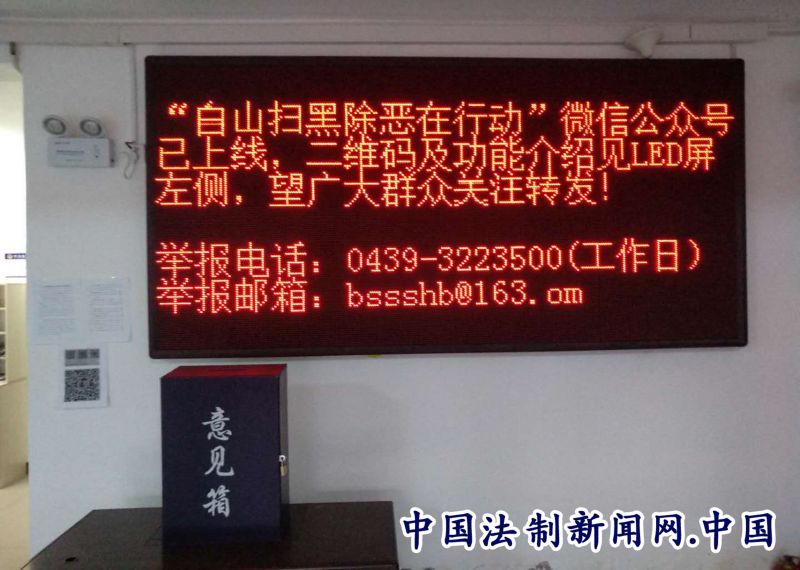 “自山扫黑除恶在行动”微信公众号
已上线，二维码及功能介绍见LED屏
左侧，望广大群众关注转发！
举报电话：0439-3223500(工作日)
举报邮箱：bssshb@163.om
意见箱
中国法制新闻网.中国